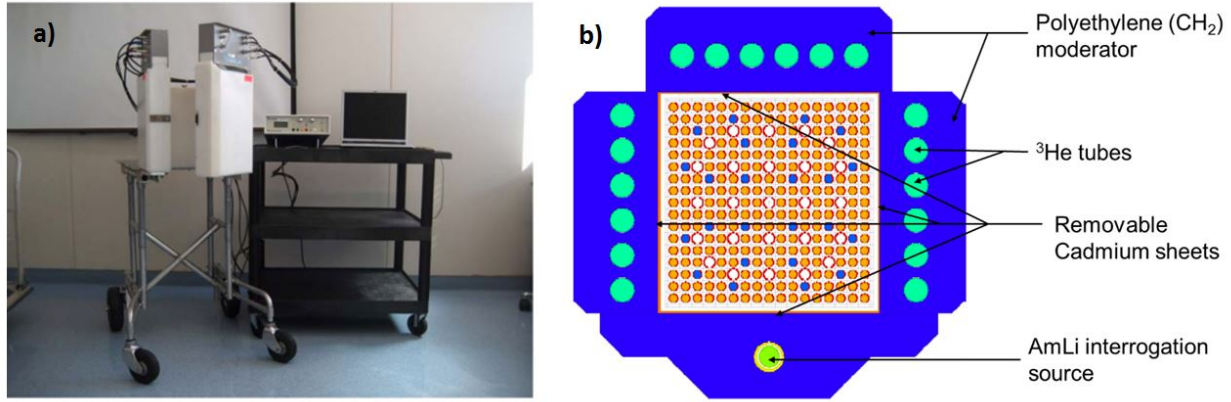 a)
b)
Polyethylene (CH₂)
moderator
³He tubes
Removable
Cadmium sheets
AmLi interrogation
source